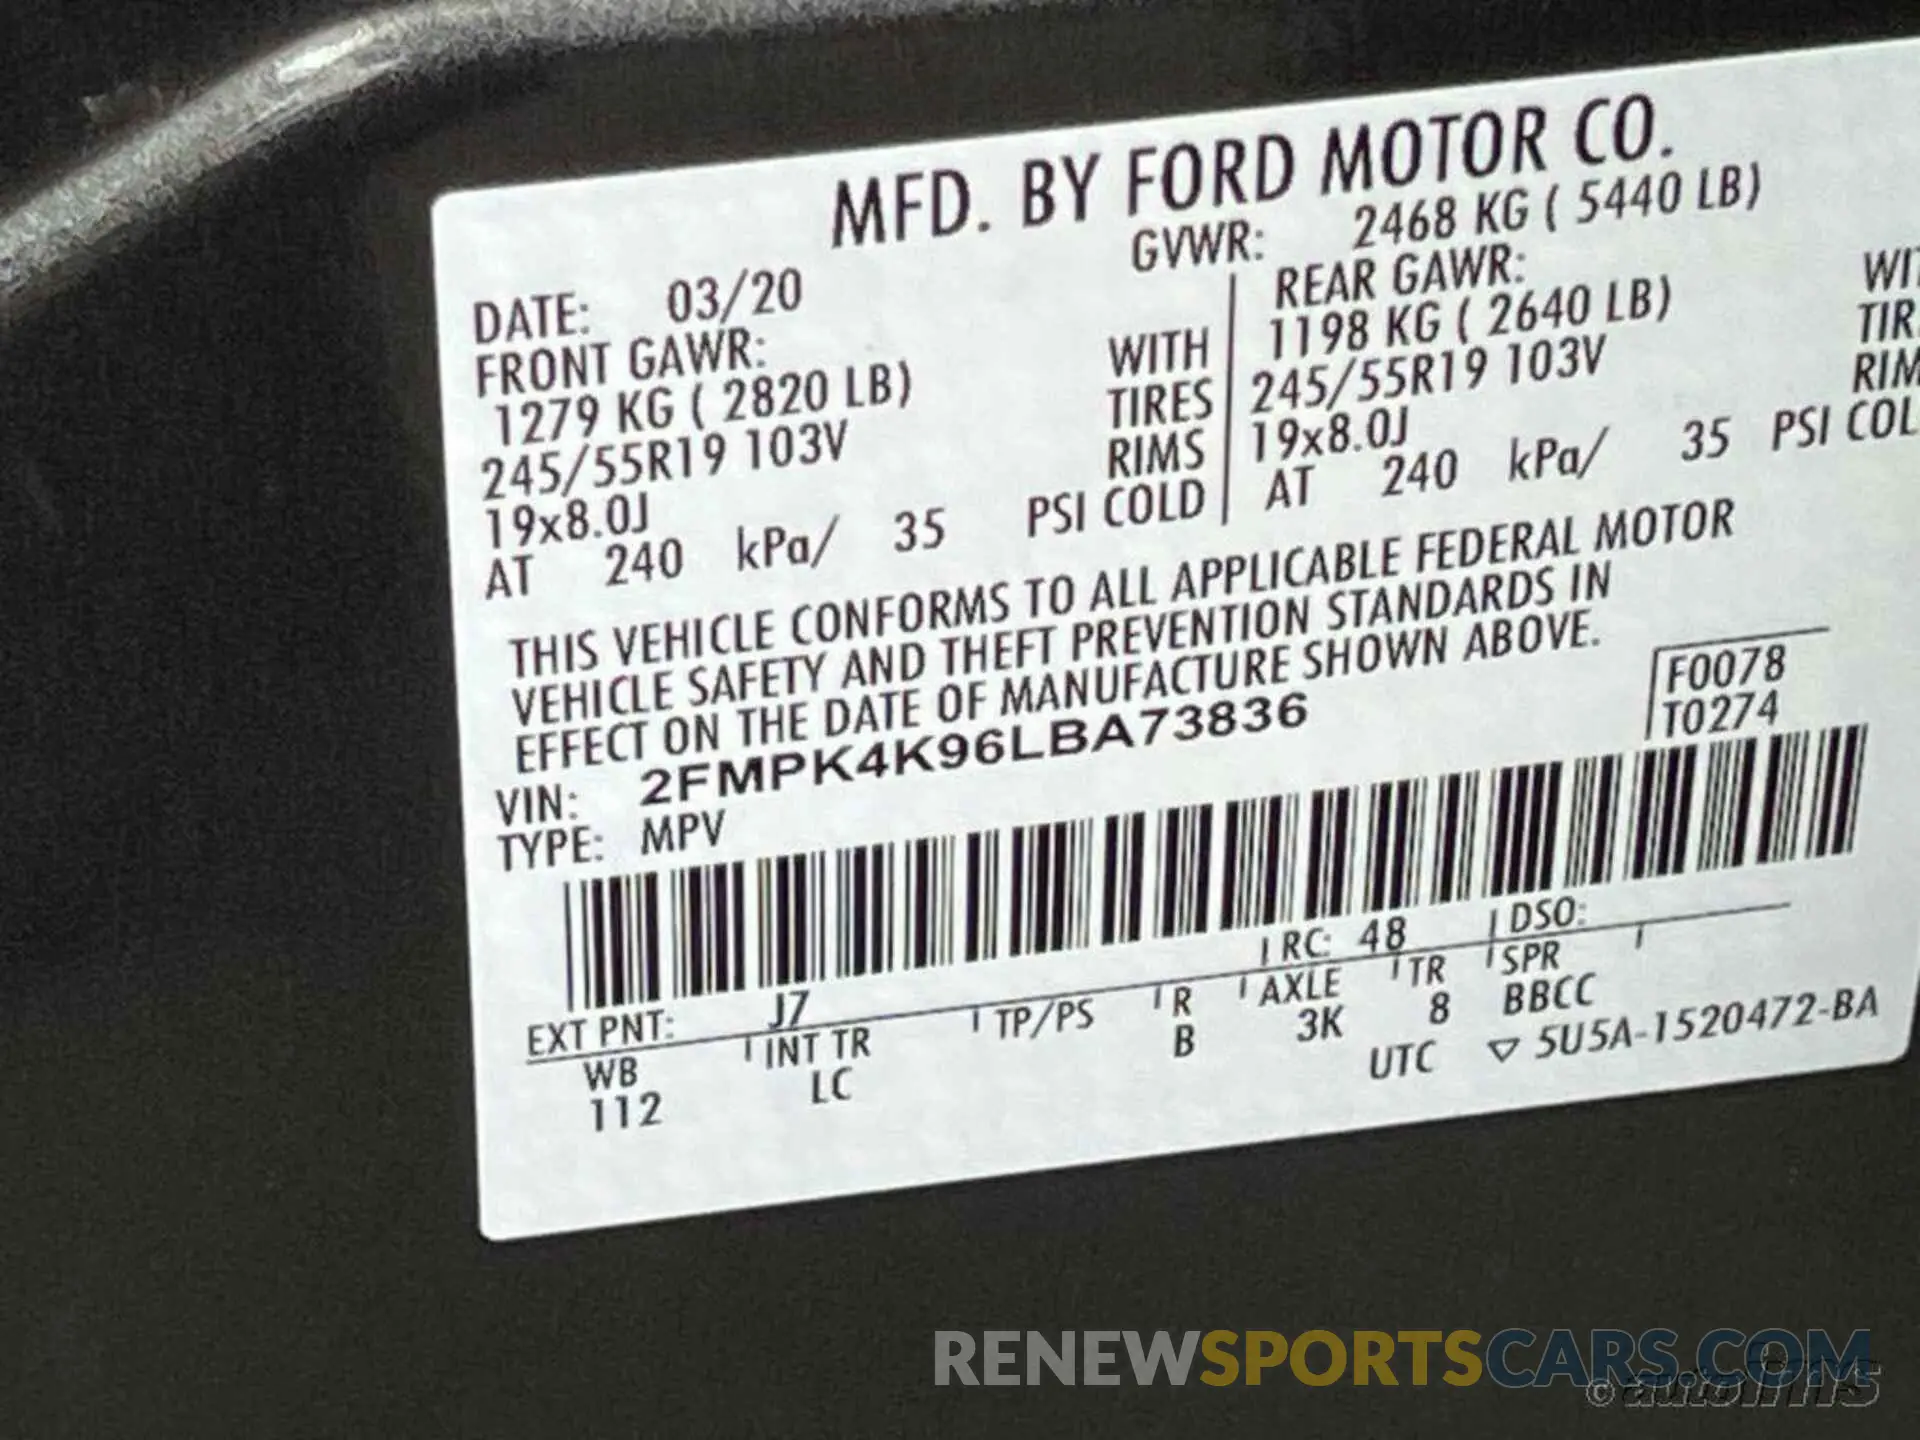 MFD. BY FORD MOTOR CO.
GVWR: 2468 KG ( 5440 LB)
DATE: 03/20
FRONT GAWR:
1279 KG ( 2820 LB) WITH
245/55R19 103V TIRES
19x8.0J RIMS
AT 240 kPa/ 35 PSI COLD
REAR GAWR: WIT
1198 KG ( 2640 LB) TIR
245/55R19 103V RIM
19x8.0J
AT 240 kPa/ 35 PSI COL
THIS VEHICLE CONFORMS TO ALL APPLICABLE FEDERAL MOTOR
VEHICLE SAFETY AND THEFT PREVENTION STANDARDS IN
EFFECT ON THE DATE OF MANUFACTURE SHOWN ABOVE.
VIN: 2FMPK4K96LBA73836
TYPE: MPV
F0078
T0274
EXT PNT: J7 RC: 48 DSO:
WB INT TR TP/PS R AXLE TR SPR
112 LC B 3K 8 BBCC
UTC ▽ 5U5A-1520472-BA
RENEWSPORTSCARS.COM
© autoTIMS